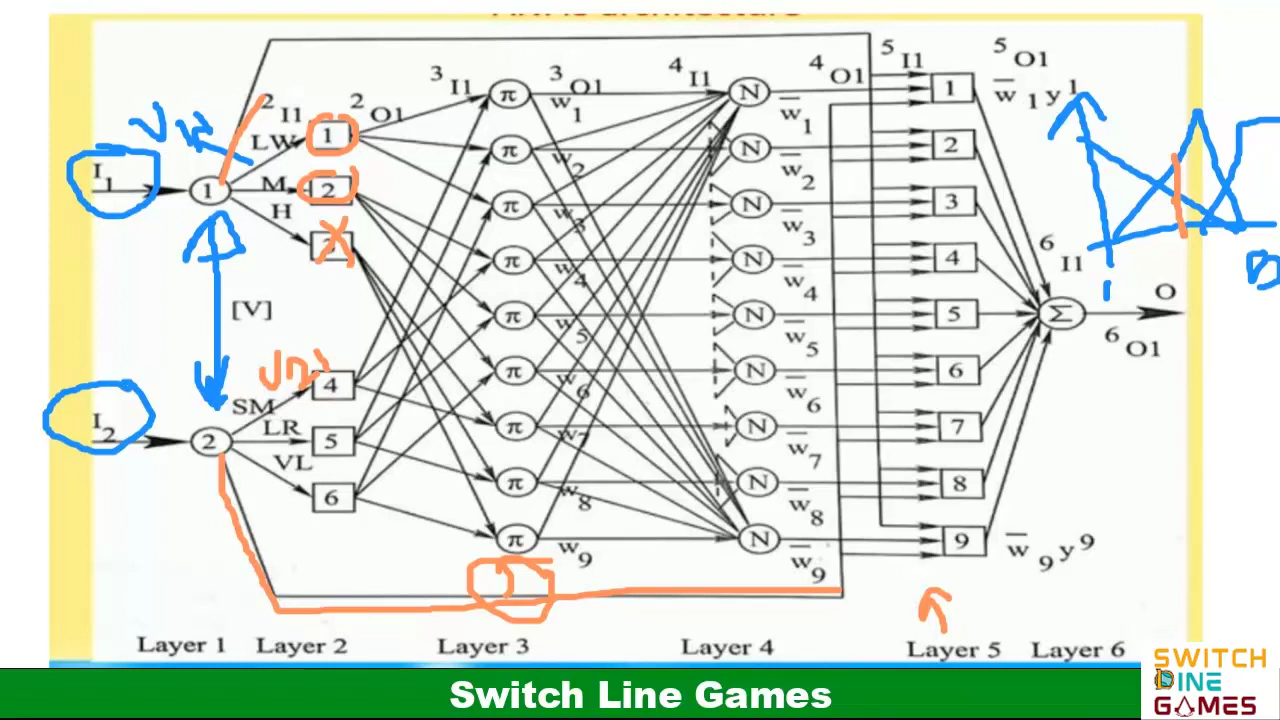 3 I1
3 O1
4 I1
4 O1
5 I1
5 O1
2 I1
2 O1
LW
1
π
w1
N
w̅1
1
w̅1 y1
I1
1
M
2
π
w2
N
w̅2
2
H
π
w3
N
w̅3
3
π
w4
N
w̅4
4
6 I1
[V]
π
w5
N
w̅5
5
Σ
O
6 O1
SM
4
π
w6
N
w̅6
6
I2
2
LR
5
π
w7
N
w̅7
7
VL
6
π
w8
N
w̅8
8
π
w9
N
w̅9
9
w̅9 y9
Layer 1 Layer 2 Layer 3 Layer 4 Layer 5 Layer 6
Switch Line Games
SWITCH
LINE
GAMES